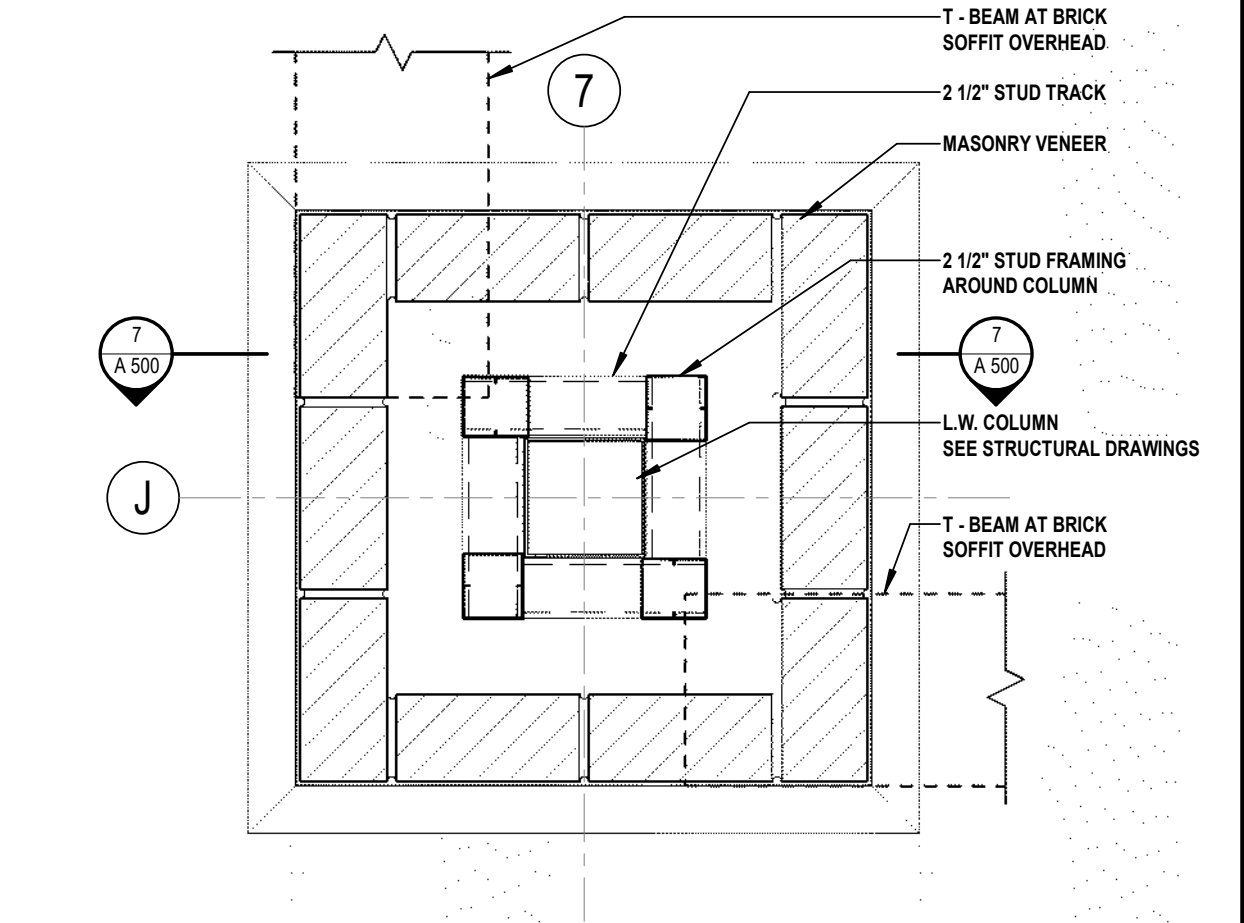 T - BEAM AT BRICK
SOFFIT OVERHEAD
7
2 1/2" STUD TRACK
MASONRY VENEER
2 1/2" STUD FRAMING
AROUND COLUMN
7
A 500
7
A 500
L.W. COLUMN
SEE STRUCTURAL DRAWINGS
J
T - BEAM AT BRICK
SOFFIT OVERHEAD